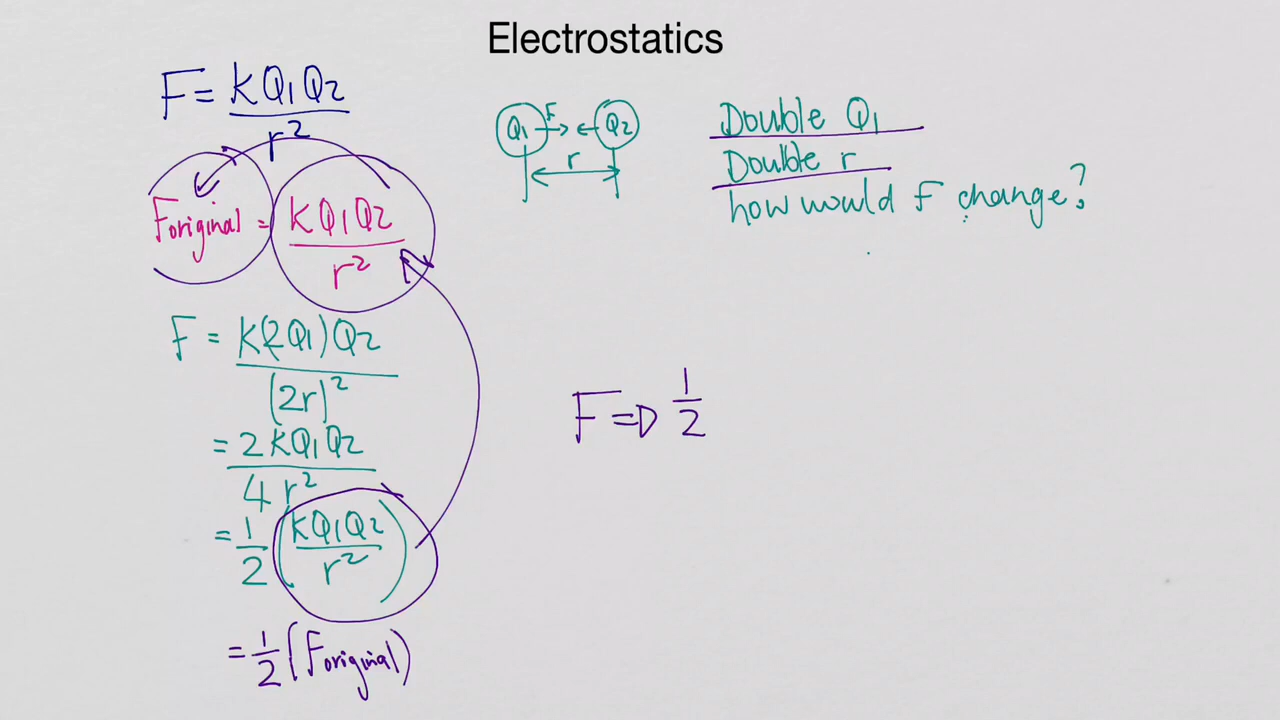 Electrostatics
F = KQ1Q2
r²
Foriginal = KQ1Q2
r²
F = K(2Q1)Q2
(2r)²
= 2KQ1Q2
4r²
= 1/2 (KQ1Q2
r²)
= 1/2 (Foriginal)
Q1 F Q2
r
Double Q1
Double r
how would F change?
F ⇒ 1/2